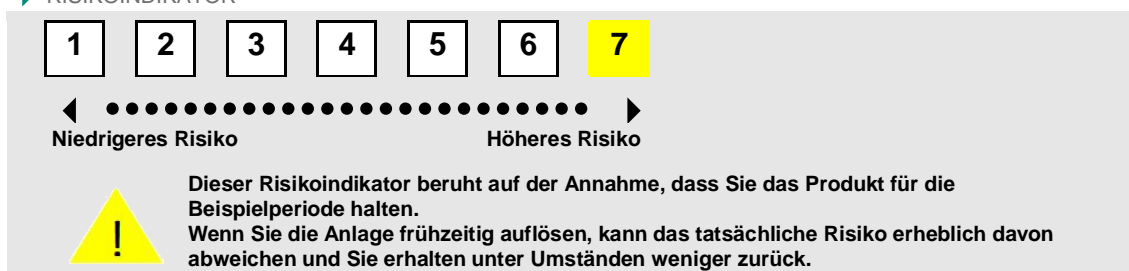 RISIKOINDIKATOR
1 2 3 4 5 6 7
Niedrigeres Risiko Höheres Risiko
Dieser Risikoindikator beruht auf der Annahme, dass Sie das Produkt für die
Beispielperiode halten.
Wenn Sie die Anlage frühzeitig auflösen, kann das tatsächliche Risiko erheblich davon
abweichen und Sie erhalten unter Umständen weniger zurück.
!